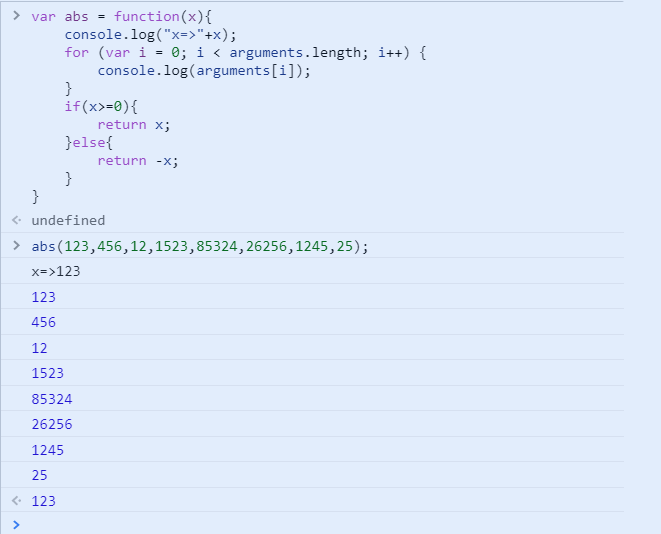 > var abs = function(x){
console.log("x=>"+x);
for (var i = 0; i < arguments.length; i++) {
console.log(arguments[i]);
}
if(x>=0){
return x;
}else{
return -x;
}
}
undefined
> abs(123,456,12,1523,85324,26256,1245,25);
x=>123
123
456
12
1523
85324
26256
1245
25
123
>